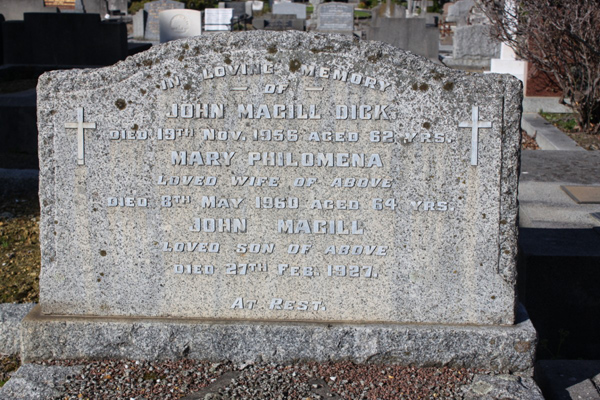 IN LOVING MEMORY
— OF —
JOHN MAGILL DICK,
DIED 19TH NOV. 1956 AGED 62 YRS.
MARY PHILOMENA
LOVED WIFE OF ABOVE
DIED 8TH MAY 1960 AGED 64 YRS.
JOHN MAGILL
LOVED SON OF ABOVE
DIED 27TH FEB. 1927.
AT REST.